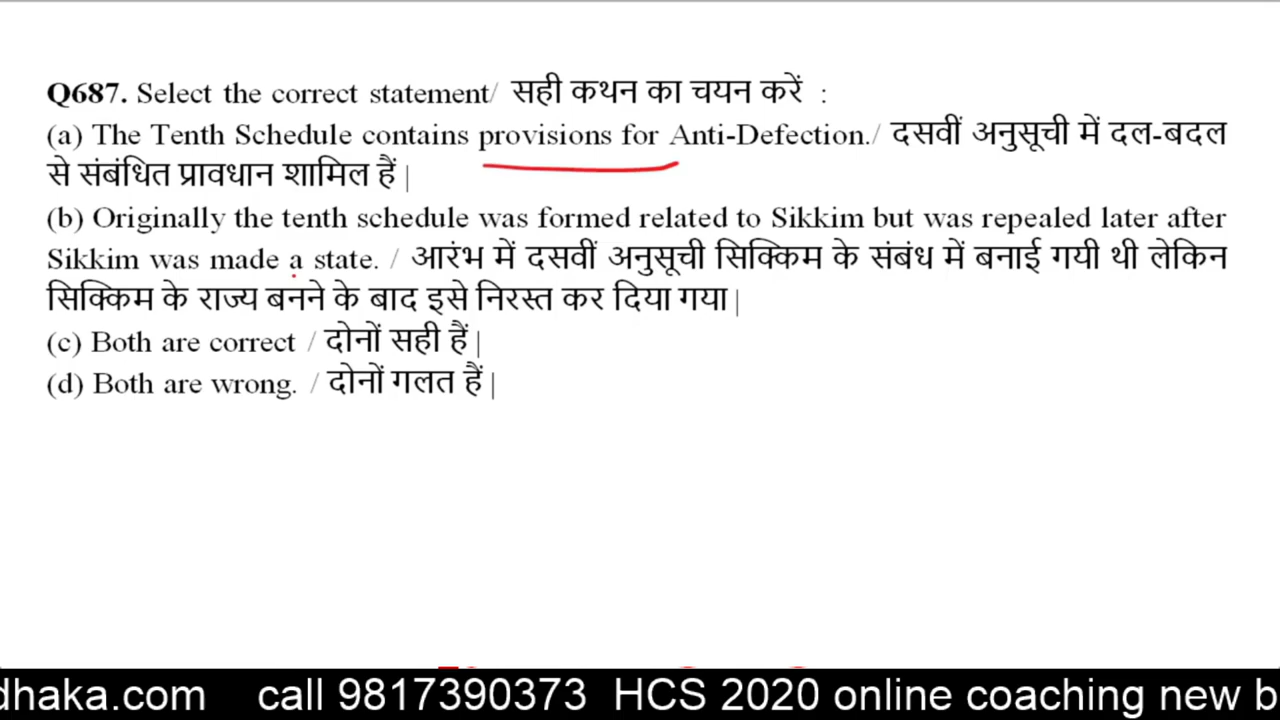 Q687. Select the correct statement/ सही कथन का चयन करें :
(a) The Tenth Schedule contains provisions for Anti-Defection./ दसवीं अनुसूची में दल-बदल
से संबंधित प्रावधान शामिल हैं|
(b) Originally the tenth schedule was formed related to Sikkim but was repealed later after
Sikkim was made a state. / आरंभ में दसवीं अनुसूची सिक्किम के संबंध में बनाई गयी थी लेकिन
सिक्किम के राज्य बनने के बाद इसे निरस्त कर दिया गया|
(c) Both are correct / दोनों सही हैं|
(d) Both are wrong. / दोनों गलत हैं|
dhaka.com call 9817390373 HCS 2020 online coaching new b